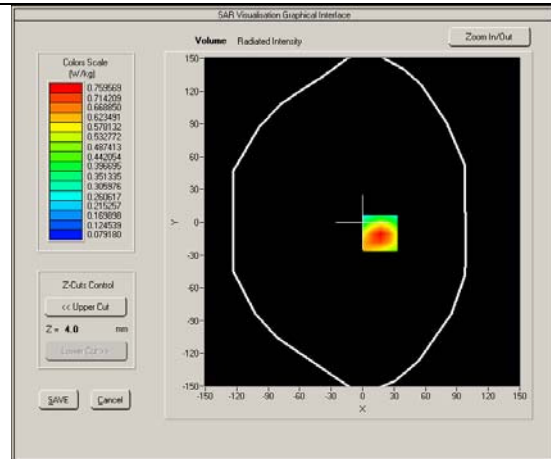 SAR Visualisation Graphical Interface
Volume Radiated Intensity
Zoom In/Out
Colors Scale
(W/kg)
0.759569
0.714209
0.668850
0.623491
0.578132
0.532772
0.487413
0.442054
0.396695
0.351335
0.305976
0.260617
0.215257
0.169898
0.124539
0.079180
Z-Cuts Control
<< Upper Cut
Z = 4.0 mm
Lower Cut >>
SAVE Cancel
150-
120-
90-
60-
30-
0-
-30-
-60-
-90-
-120-
-150-
Y
-150 -120 -90 -60 -30 0 30 60 90 120 150
X